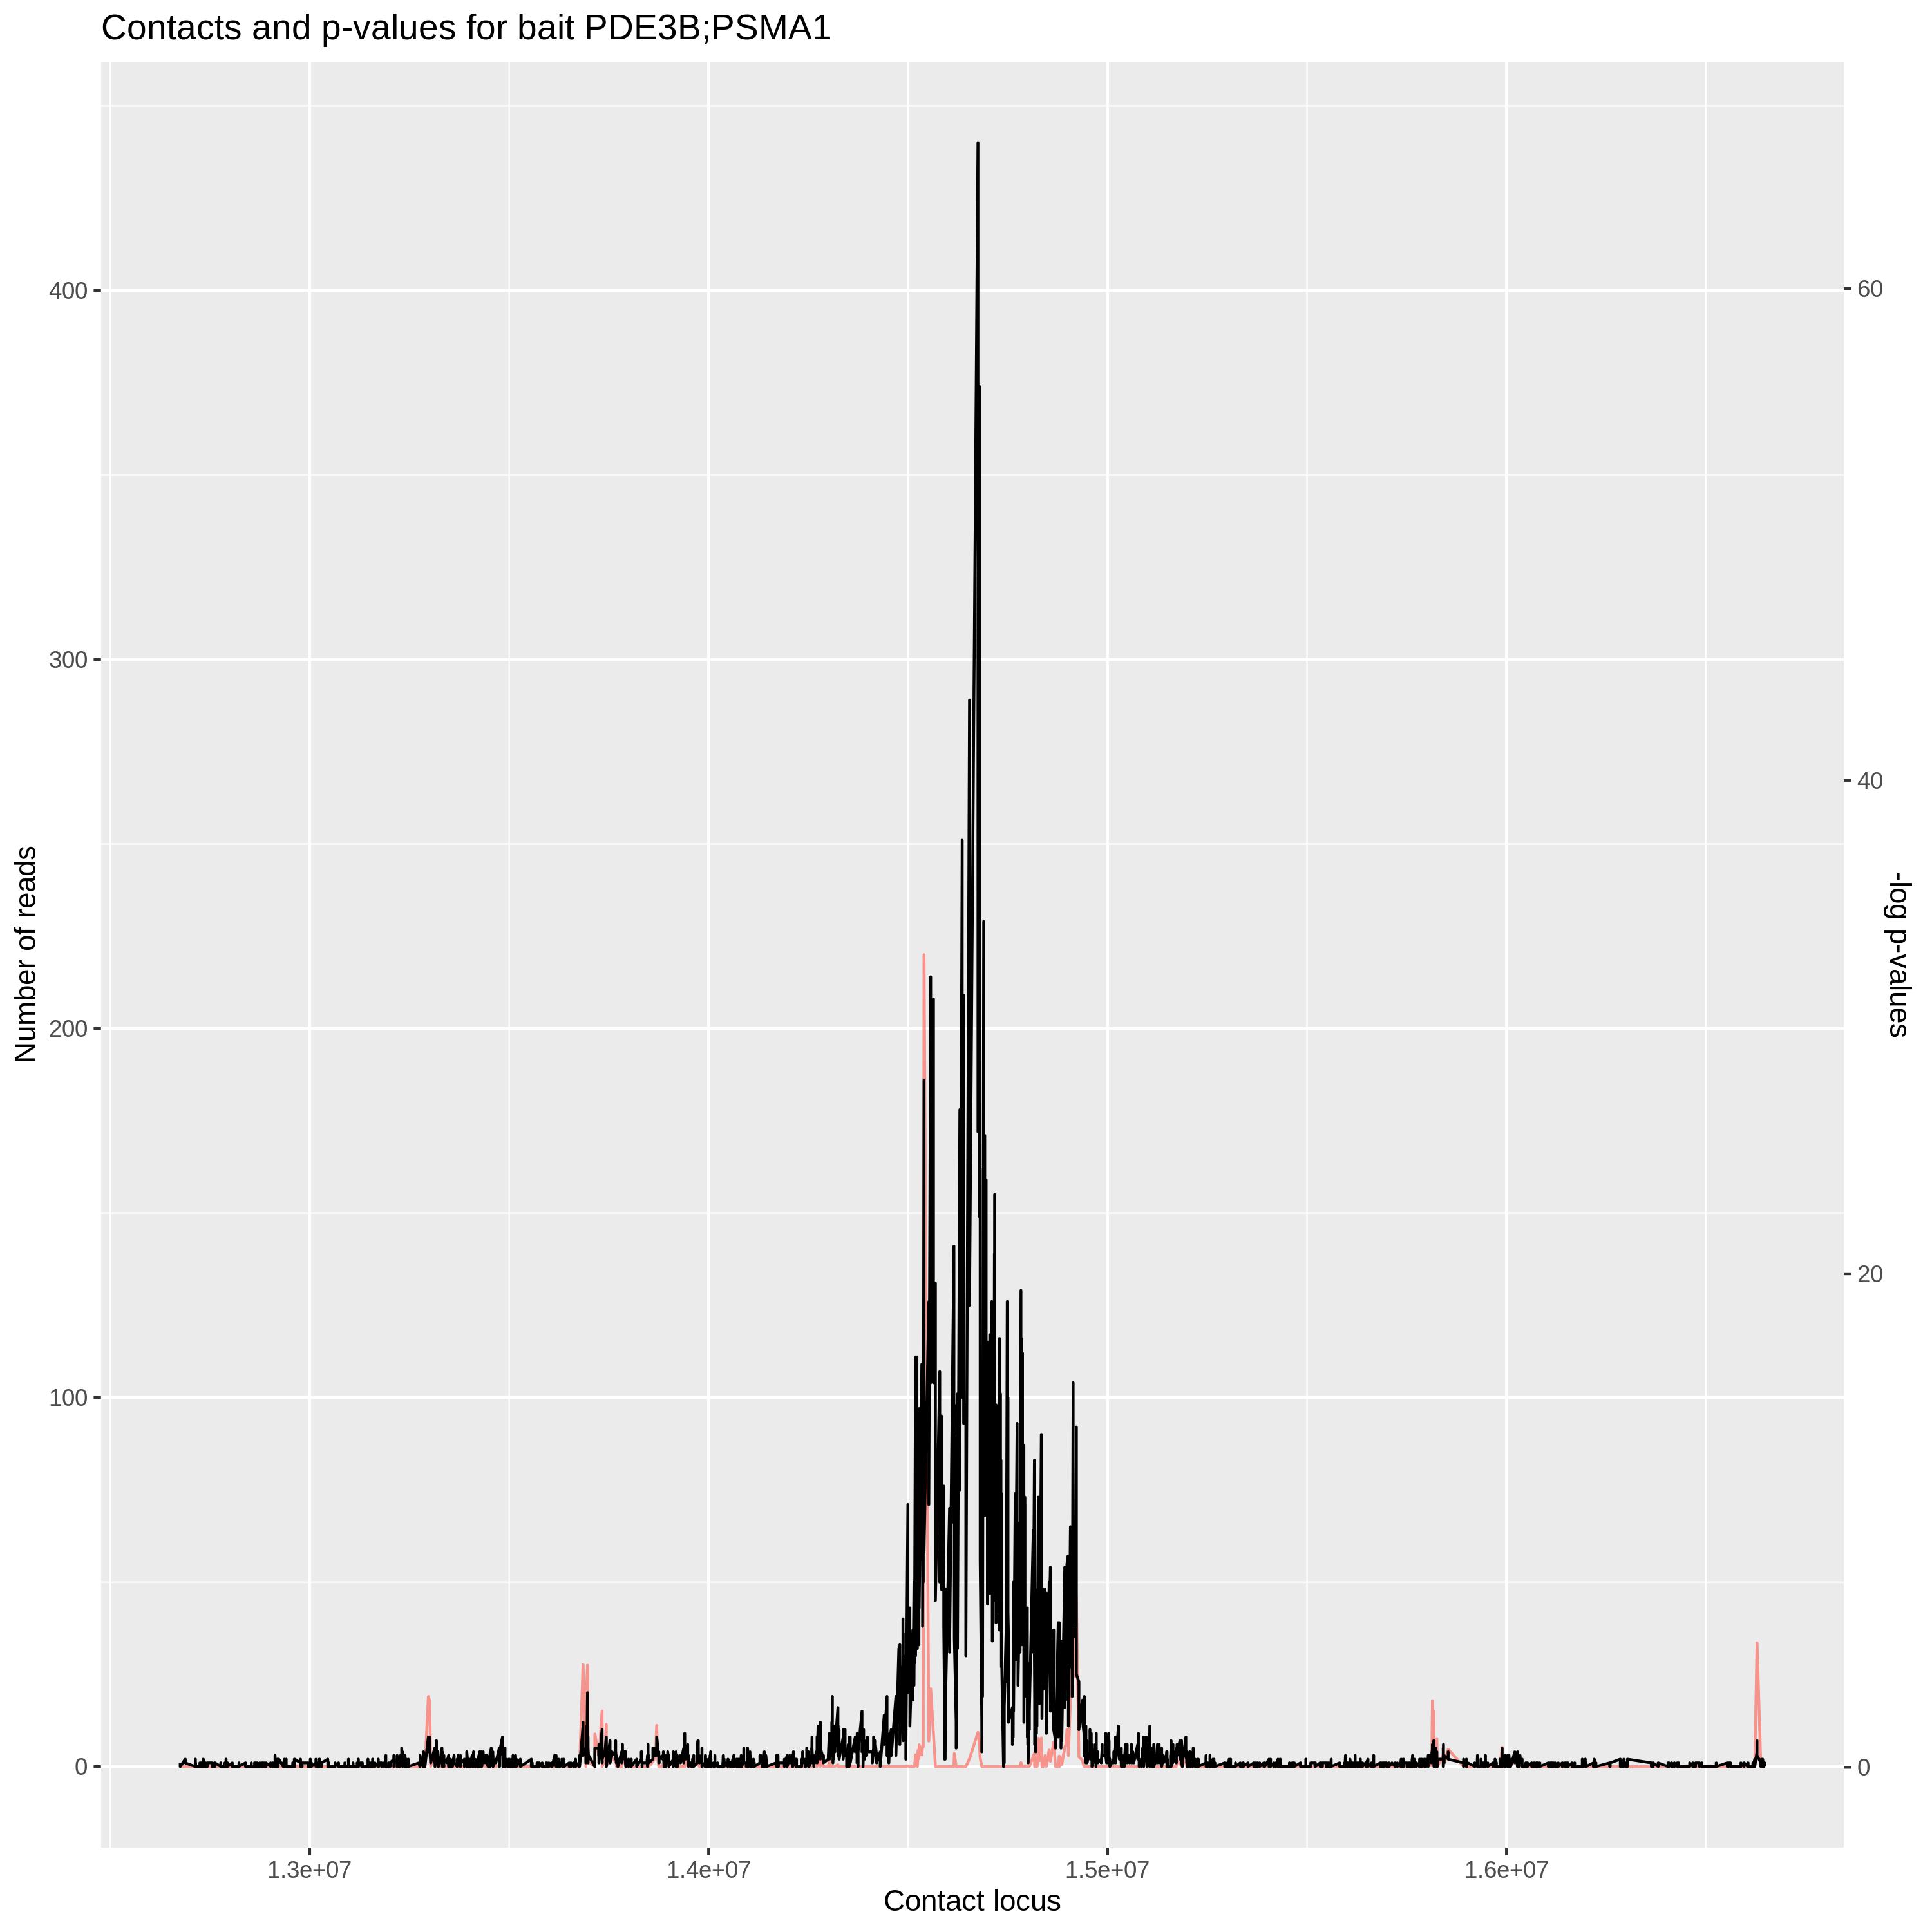 Contacts and p-values for bait PDE3B;PSMA1
Number of reads
400
300
200
100
0
60
40
20
0
-log p-values
1.3e+07
1.4e+07
1.5e+07
1.6e+07
Contact locus